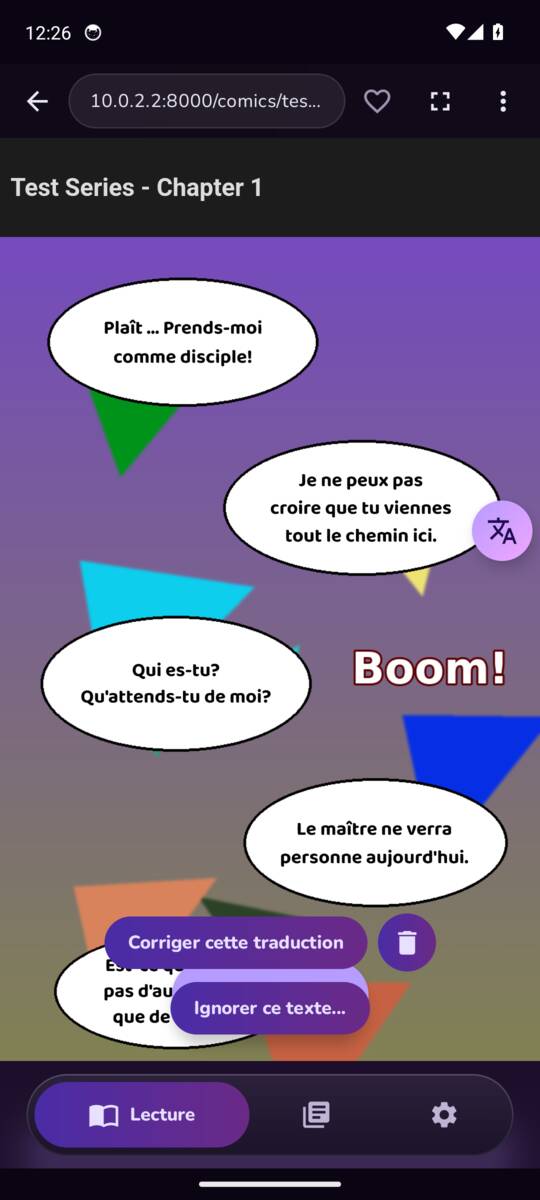 12:26
10.0.2.2:8000/comics/tes...
Test Series - Chapter 1
Plaît ... Prends-moi
comme disciple!
Je ne peux pas
croire que tu viennes
tout le chemin ici.
Qui es-tu?
Qu'attends-tu de moi?
Boom!
Le maître ne verra
personne aujourd'hui.
Corriger cette traduction
pas
que de
Ignorer ce texte...
Lecture